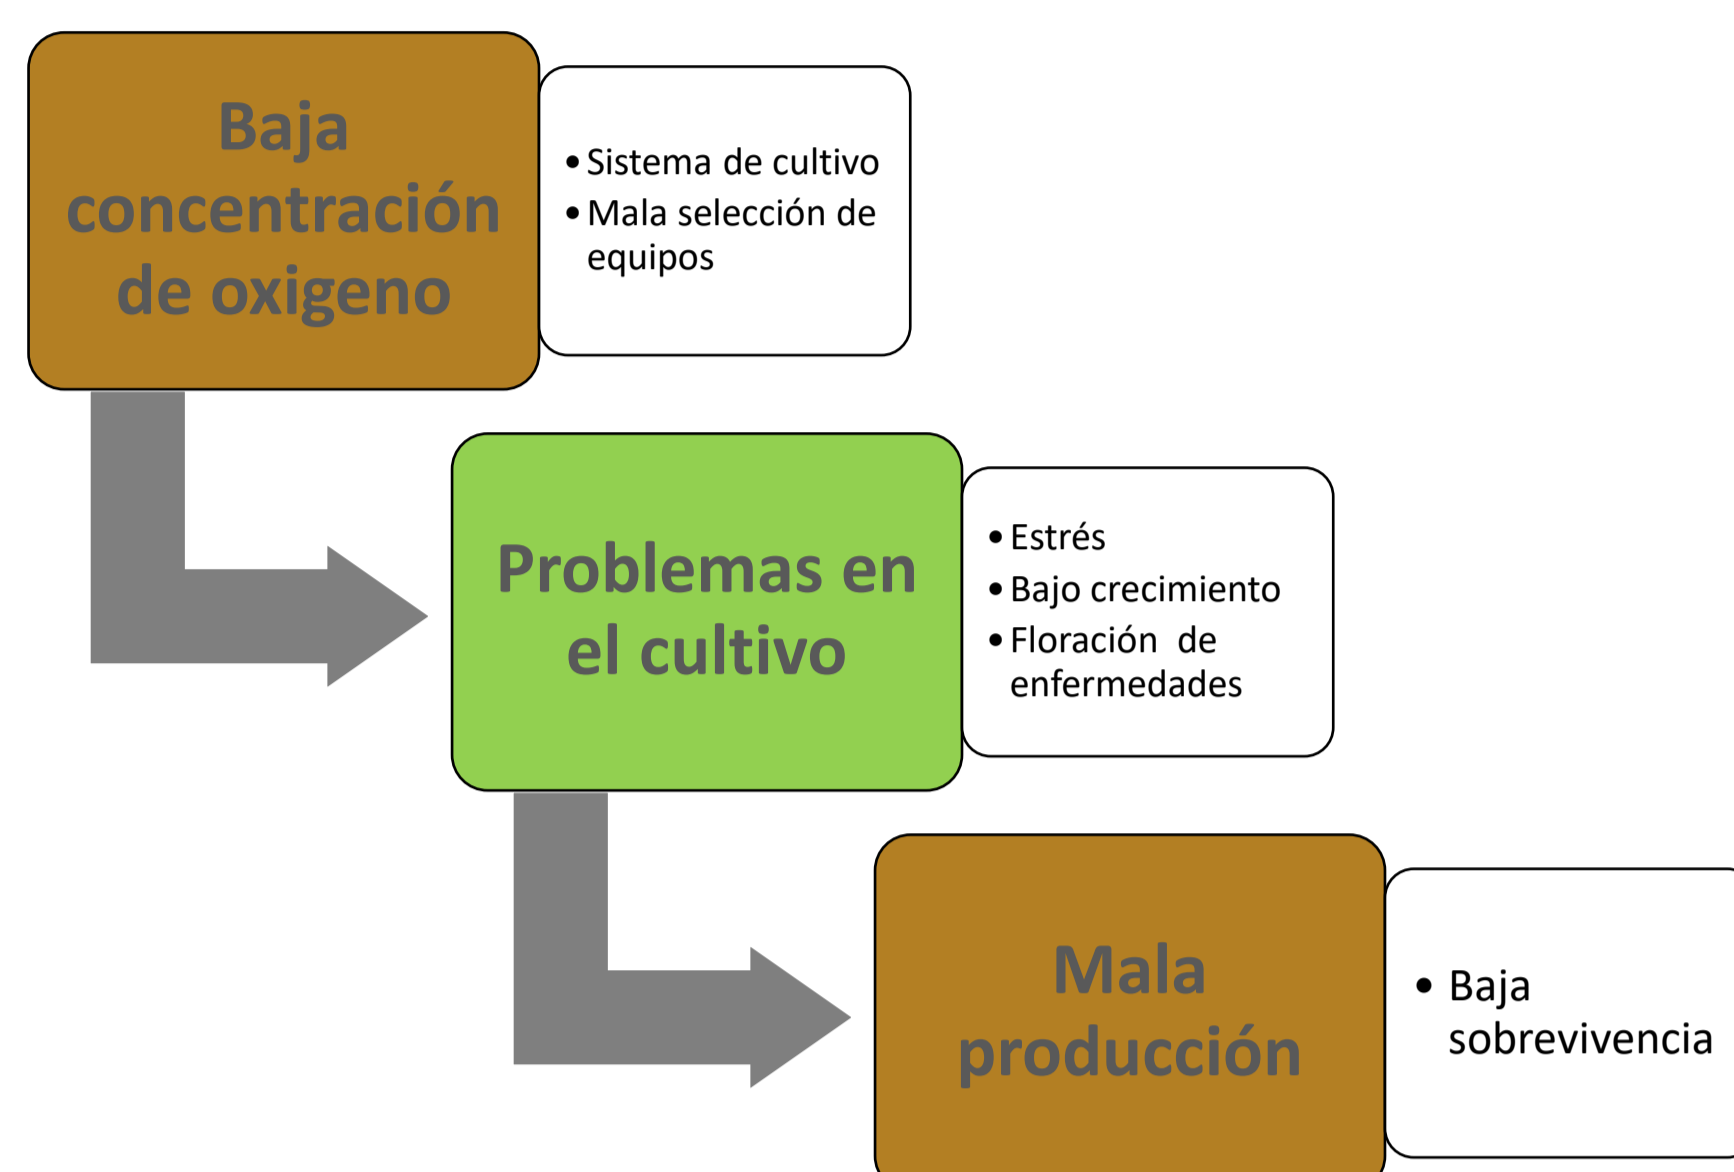 Baja
concentración
de oxigeno
• Sistema de cultivo
• Mala selección de
equipos
Problemas en
el cultivo
• Estrés
• Bajo crecimiento
• Floración de
enfermedades
Mala
producción
• Baja
sobrevivencia